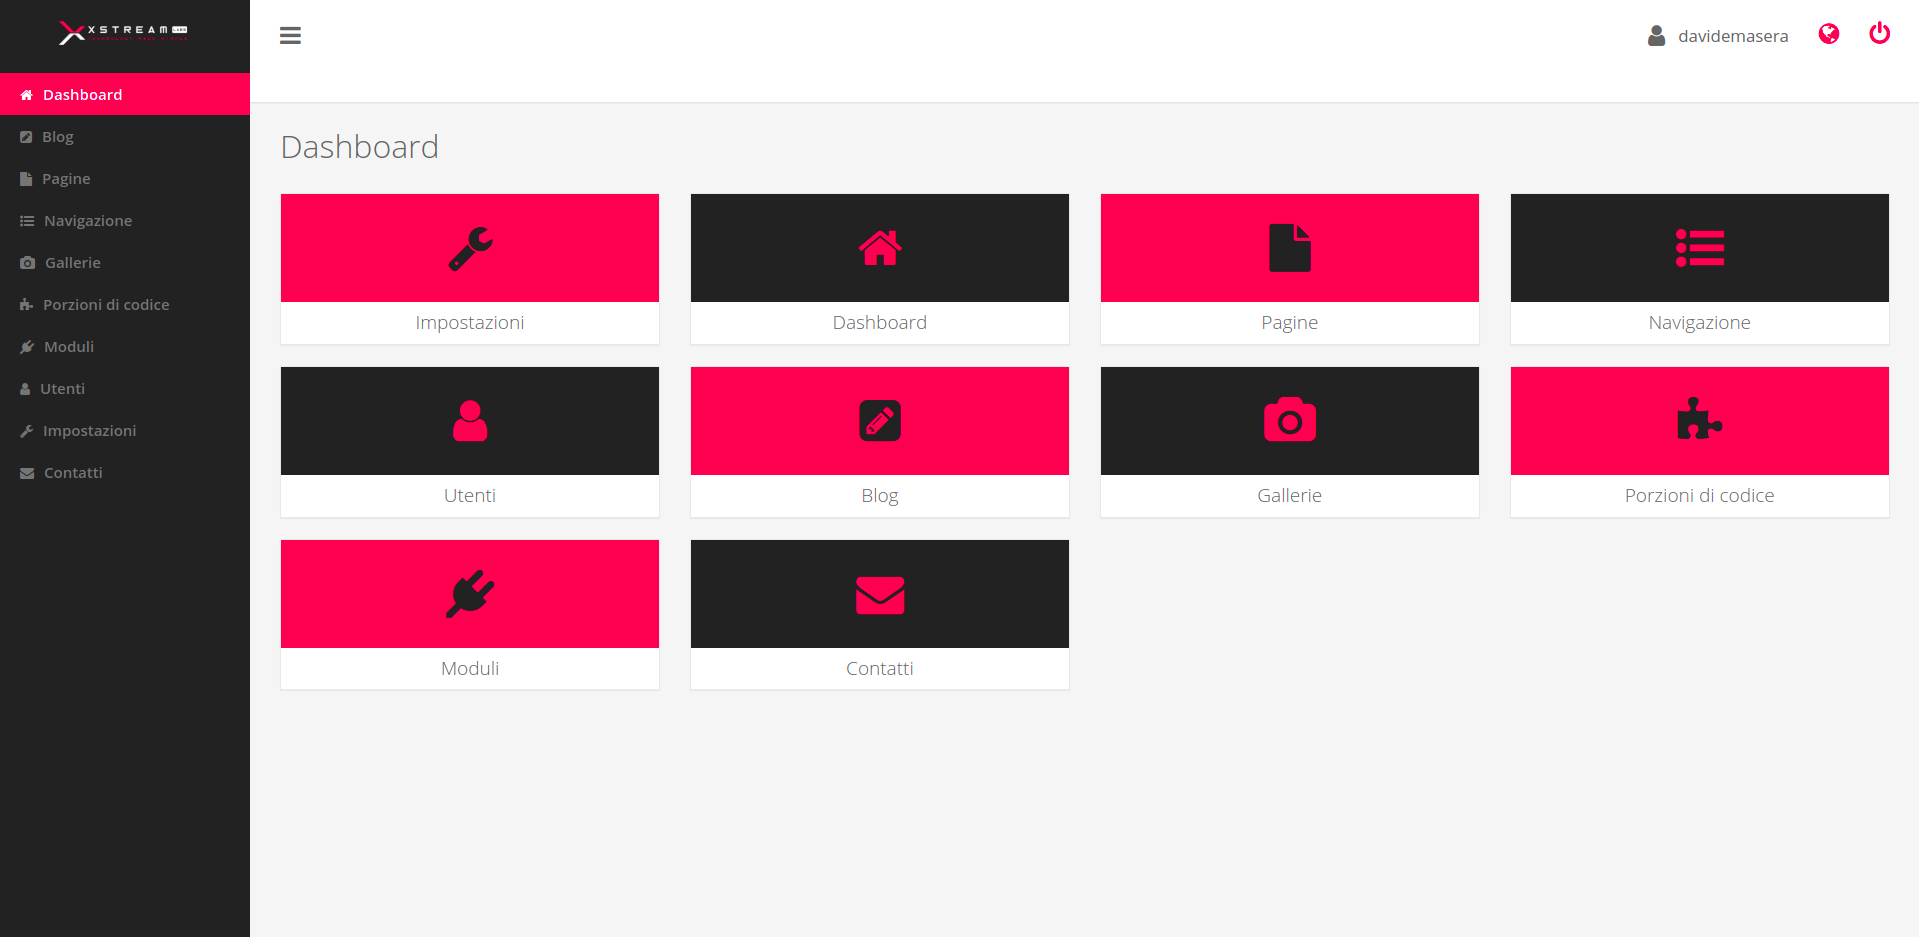 XSTREAM LABS
davidemasera
Dashboard
Blog
Pagine
Navigazione
Gallerie
Porzioni di codice
Moduli
Utenti
Impostazioni
Contatti
Dashboard
Impostazioni
Dashboard
Pagine
Navigazione
Utenti
Blog
Gallerie
Porzioni di codice
Moduli
Contatti